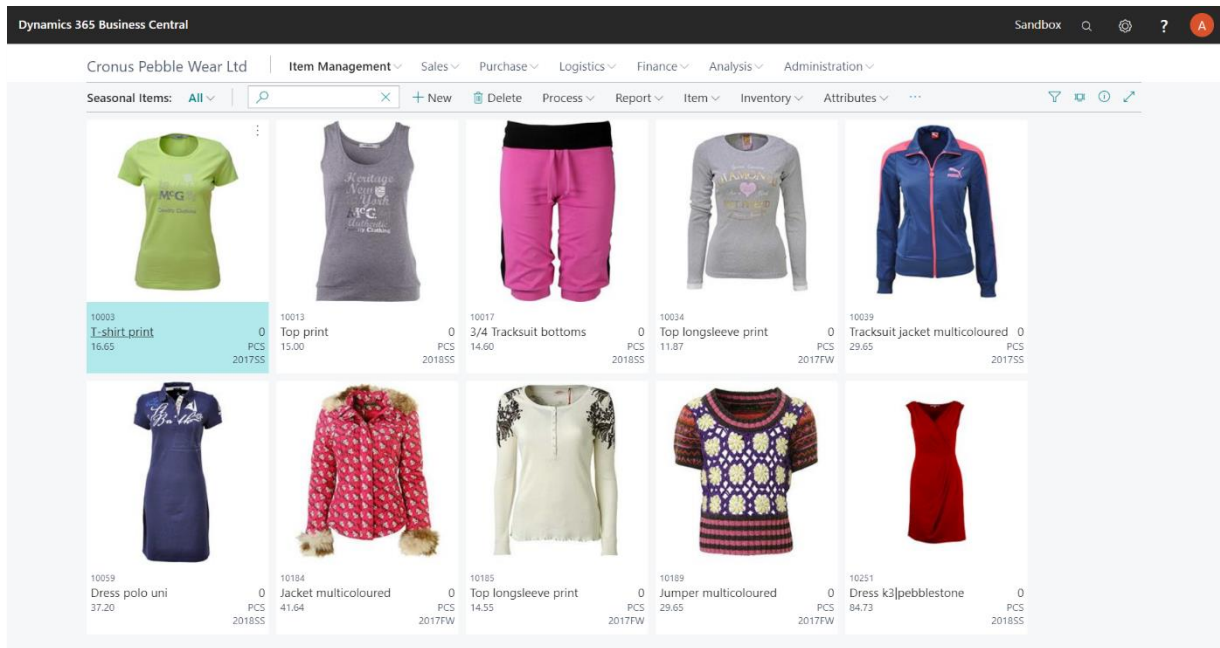 Dynamics 365 Business Central
Sandbox ? A
Cronus Pebble Wear Ltd Item Management Sales Purchase Logistics Finance Analysis Administration
Seasonal Items: All + New Delete Process Report Item Inventory Attributes ...
McG
Heritage
New
York
McG
Authentic
10003
T-shirt print 0
16.65 PCS
2017SS
10013
Top print 0
15.00 PCS
2018SS
10017
3/4 Tracksuit bottoms 0
14.60 PCS
2018SS
10034
Top longsleeve print 0
11.87 PCS
2017FW
10039
Tracksuit jacket multicoloured 0
29.65 PCS
2017SS
10059
Dress polo uni 0
37.20 PCS
2018SS
10184
Jacket multicoloured 0
41.64 PCS
2017FW
10185
Top longsleeve print 0
14.55 PCS
2017FW
10189
Jumper multicoloured 0
29.65 PCS
2017FW
10251
Dress k3|pebblestone 0
84.73 PCS
2018SS